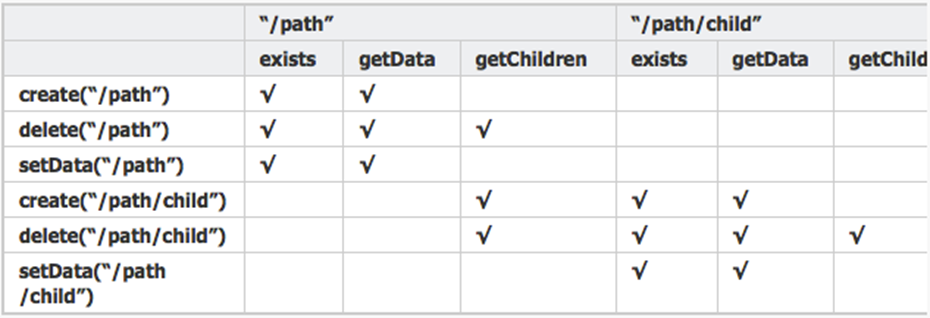 “/path” “/path/child”
exists getData getChildren exists getData getChild
create(“/path”) √ √
delete(“/path”) √ √ √
setData(“/path”) √ √
create(“/path/child”) √ √ √
delete(“/path/child”) √ √ √ √
setData(“/path √ √
/child”)